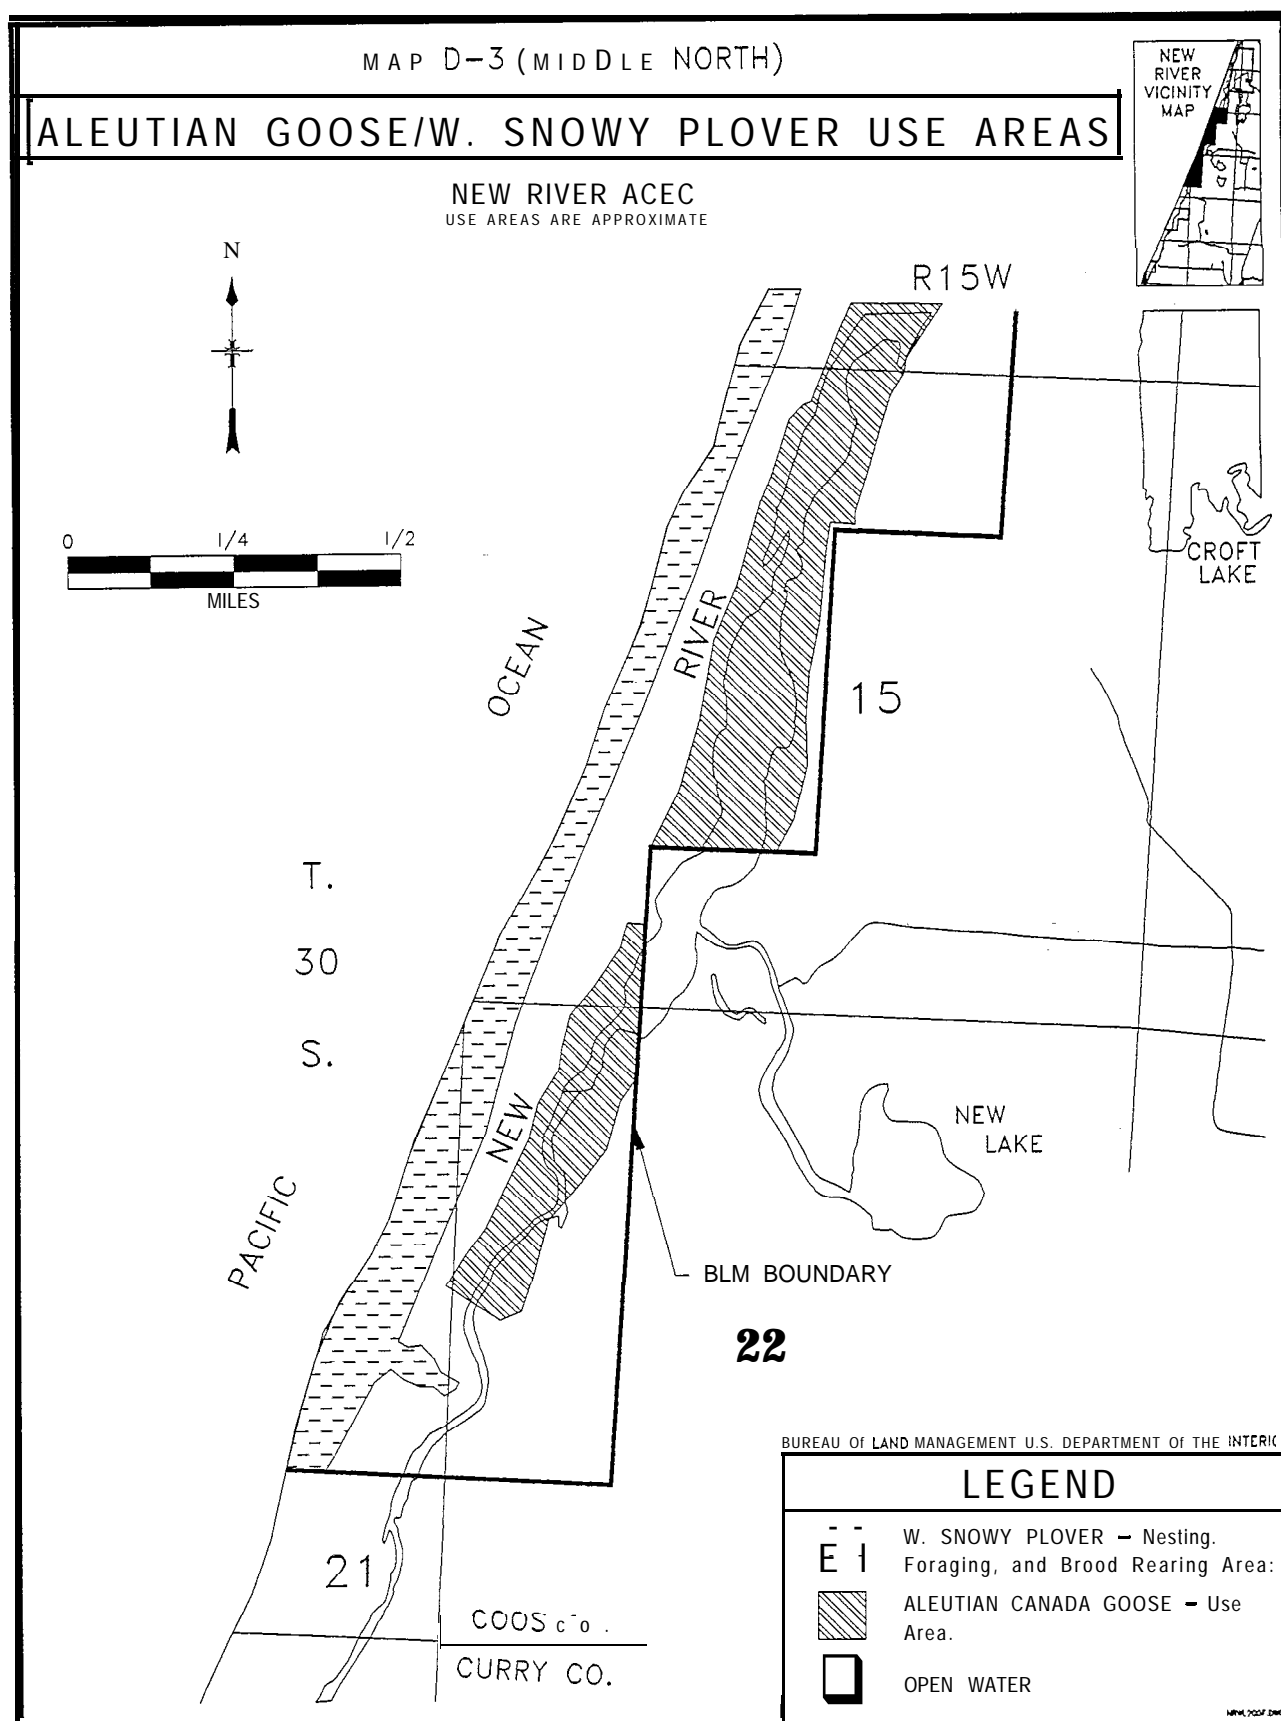 MAP D-3 (MIDDLE NORTH)
ALEUTIAN GOOSE/W. SNOWY PLOVER USE AREAS
NEW RIVER ACEC
USE AREAS ARE APPROXIMATE
NEW
RIVER
VICINITY
MAP
N
R15W
0 1/4 1/2
MILES
CROFT
LAKE
OCEAN
RIVER
15
T.
30
S.
NEW
NEW
LAKE
PACIFIC
BLM BOUNDARY
22
21
COOS co.
CURRY CO.
BUREAU Of LAND MANAGEMENT U.S. DEPARTMENT Of THE INTERI(
LEGEND
E I
W. SNOWY PLOVER – Nesting.
Foraging, and Brood Rearing Area:
ALEUTIAN CANADA GOOSE – Use
Area.
OPEN WATER